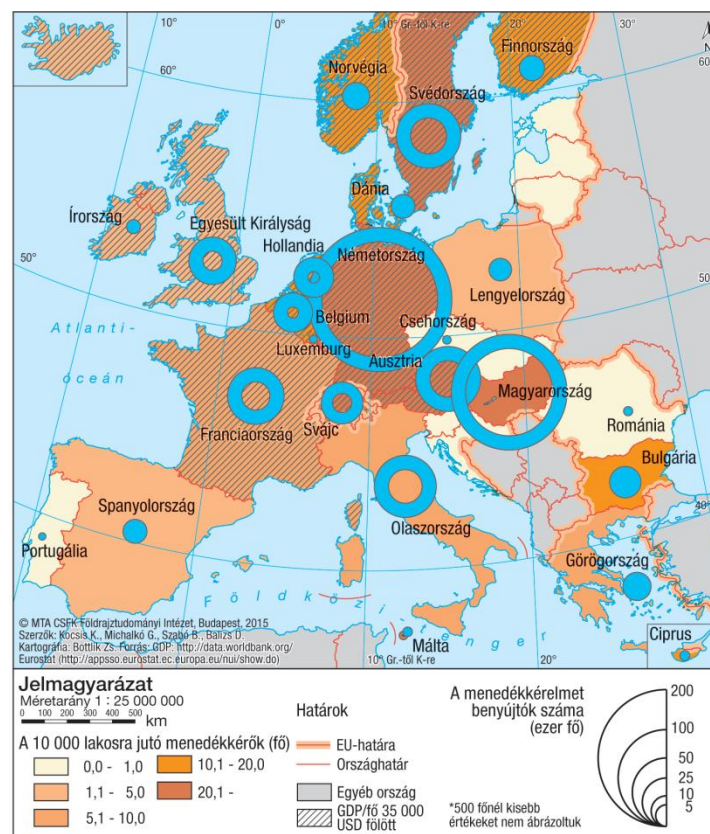 20°
10°
0°
10° Gr.-től K-re
20°
N
60°
60°
Finnország
Norvégia
Svédország
Dánia
Írország
Egyesült Királyság
Hollandia
Németország
50°
50°
Lengyelország
Atlanti-
óceán
Belgium
Csehország
Luxemburg
Ausztria
Magyarország
Franciaország
Svájc
Románia
Bulgária
40°
Spanyolország
Olaszország
Portugália
Görögország
Földközi
tenger
Málta
Ciprus
© MTA CSFK Földrajztudományi Intézet, Budapest, 2015
Szerzők: Kocsis K., Michalkó G., Szabó B., Balizs D.
Kartográfia: Bottlik Zs. Forrás: GDP: http://data.worldbank.org/
Eurostat (http://appsso.eurostat.ec.europa.eu/nui/show.do)
10° Gr.-től K-re
20°
Jelmagyarázat
Méretarány 1 : 25 000 000
0 100 200 300 400 500
km
A 10 000 lakosra jutó menedékkérők (fő)
0,0 - 1,0
1,1 - 5,0
5,1 - 10,0
10,1 - 20,0
20,1 -
Határok
EU-határa
Országhatár
Egyéb ország
GDP/fő 35 000
USD fölött
A menedékkérelmet
benyújtók száma
(ezer fő)
200
100
50
25
10
5
*500 főnél kisebb
értékeket nem ábrázoltuk